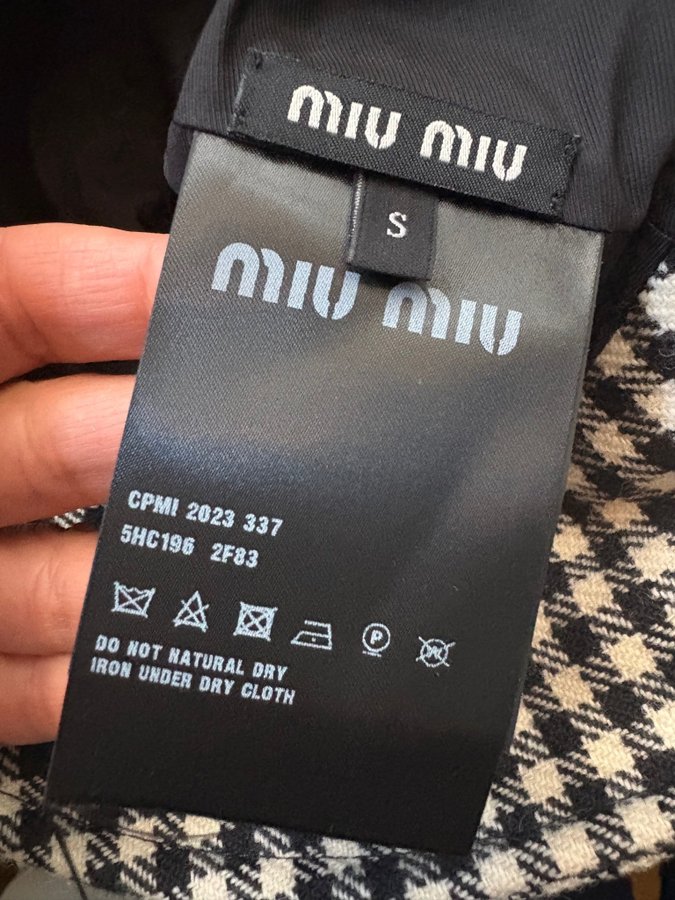 miu miu
S
miu miu
CPMI 2023 337
5HC196 2F83
P
DO NOT NATURAL DRY
IRON UNDER DRY CLOTH